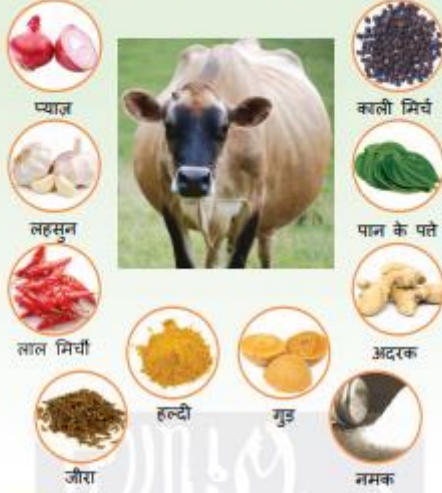 प्याज़
काली मिर्च
लहसुन
पान के पत्ते
लाल मिर्ची
अदरक
हल्दी
गुड़
जीरा
नमक